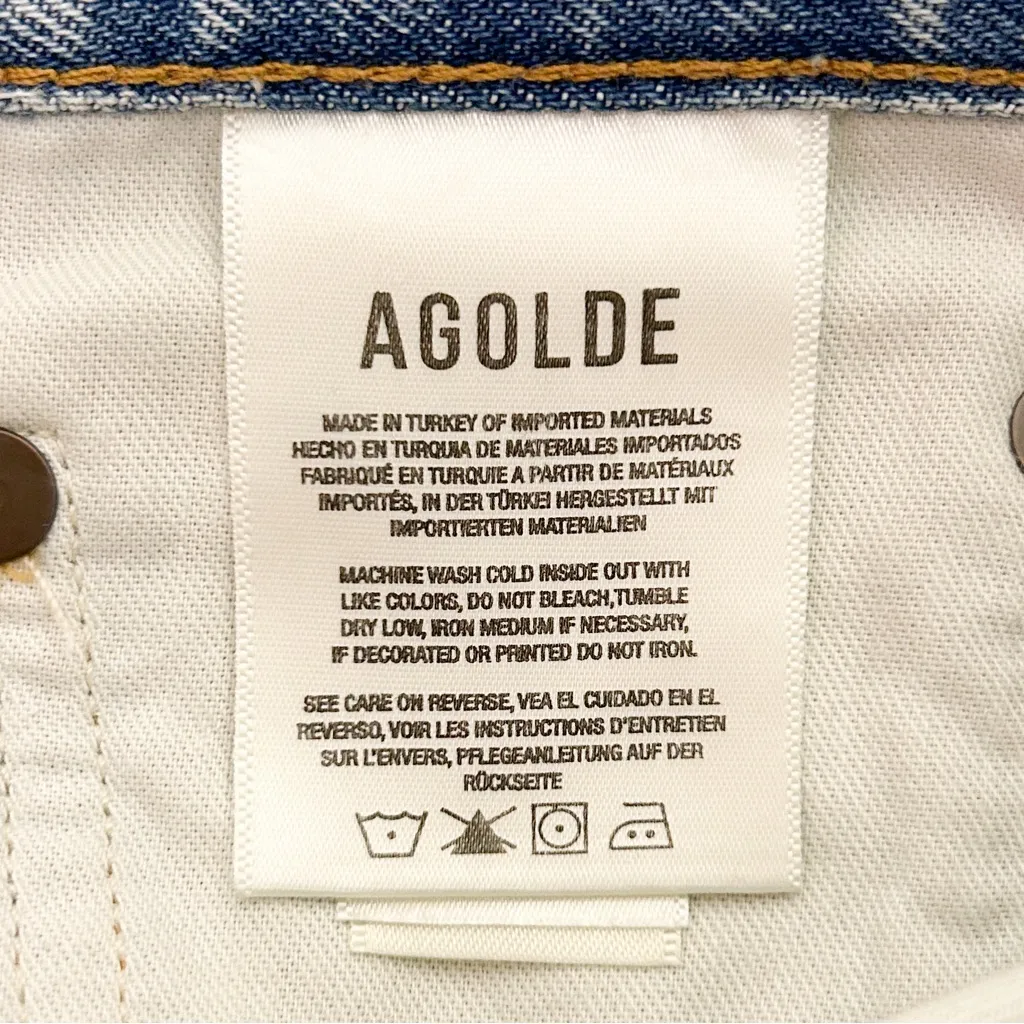 AGOLDE
MADE IN TURKEY OF IMPORTED MATERIALS
HECHO EN TURQUIA DE MATERIALES IMPORTADOS
FABRIQUÉ EN TURQUIE A PARTIR DE MATÉRIAUX
IMPORTÉS, IN DER TÜRKEI HERGESTELLT MIT
IMPORTIERTEN MATERIALIEN
MACHINE WASH COLD INSIDE OUT WITH
LIKE COLORS, DO NOT BLEACH,TUMBLE
DRY LOW, IRON MEDIUM IF NECESSARY,
IF DECORATED OR PRINTED DO NOT IRON.
SEE CARE ON REVERSE, VEA EL CUIDADO EN EL
REVERSO, VOIR LES INSTRUCTIONS D'ENTRETIEN
SUR L'ENVERS, PFLEGEANLEITUNG AUF DER
RÜCKSEITE